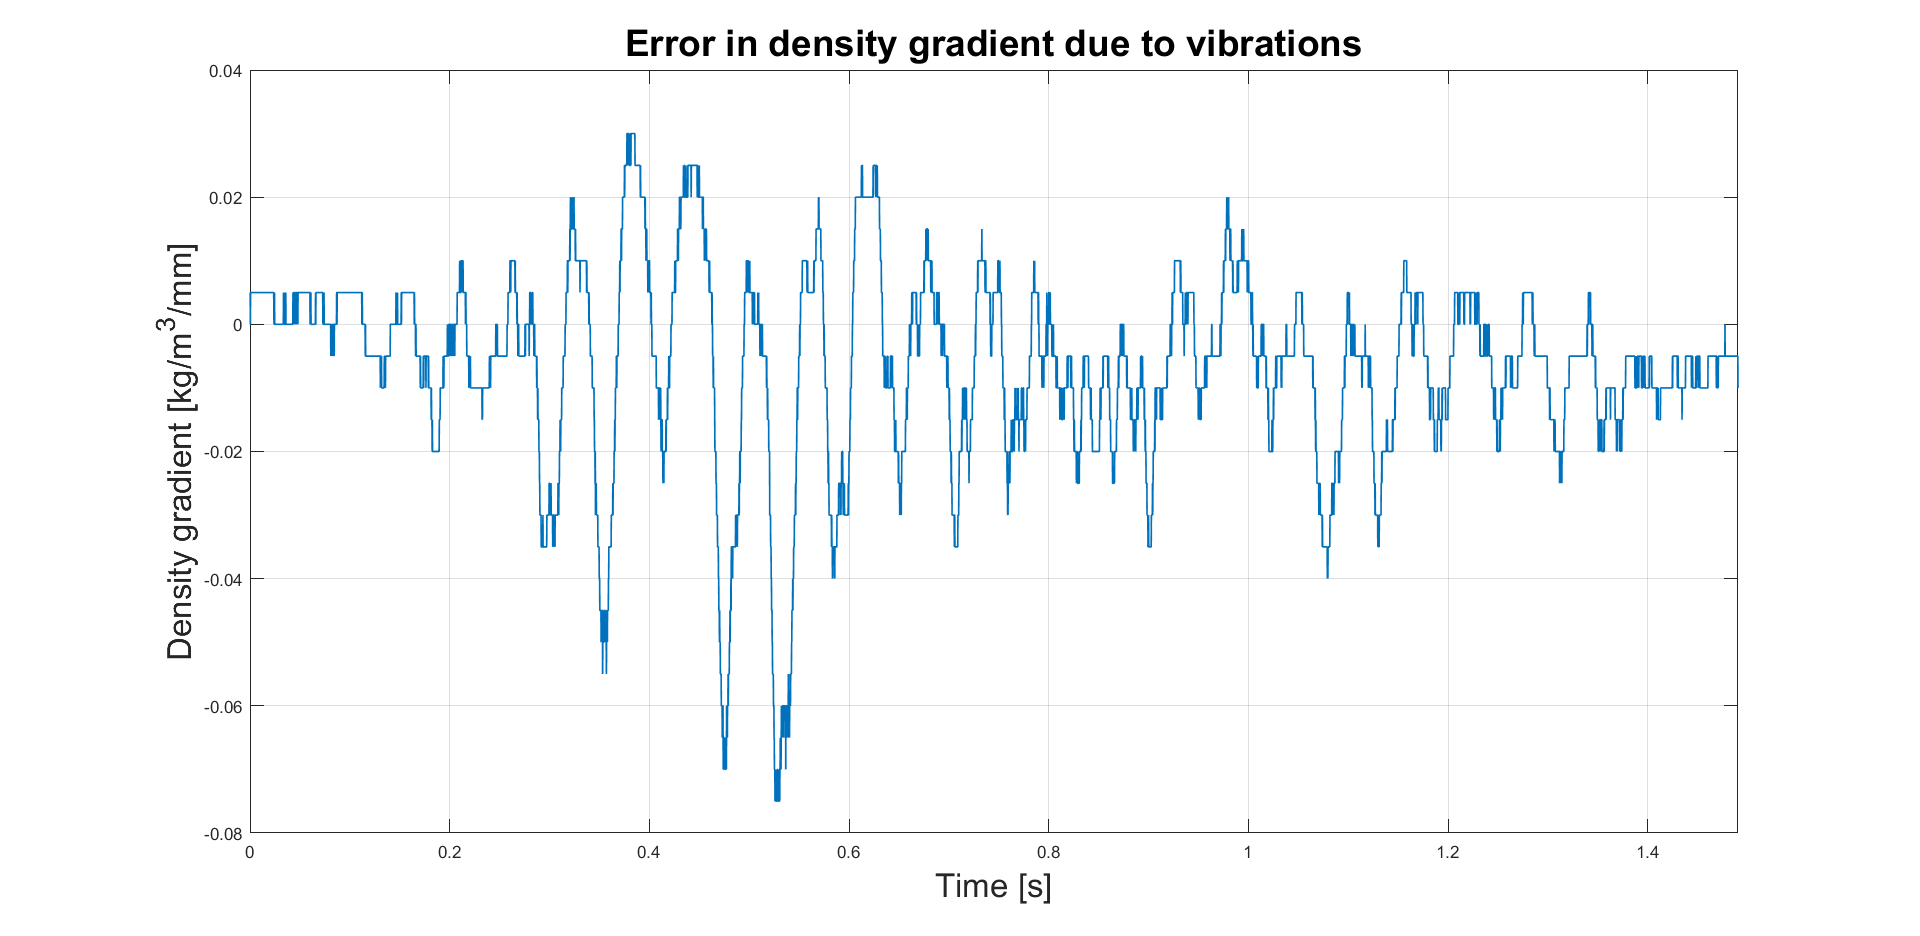 Error in density gradient due to vibrations
Density gradient [kg/m³/mm]
0.04
0.02
0
-0.02
-0.04
-0.06
-0.08
0 0.2 0.4 0.6 0.8 1 1.2 1.4
Time [s]